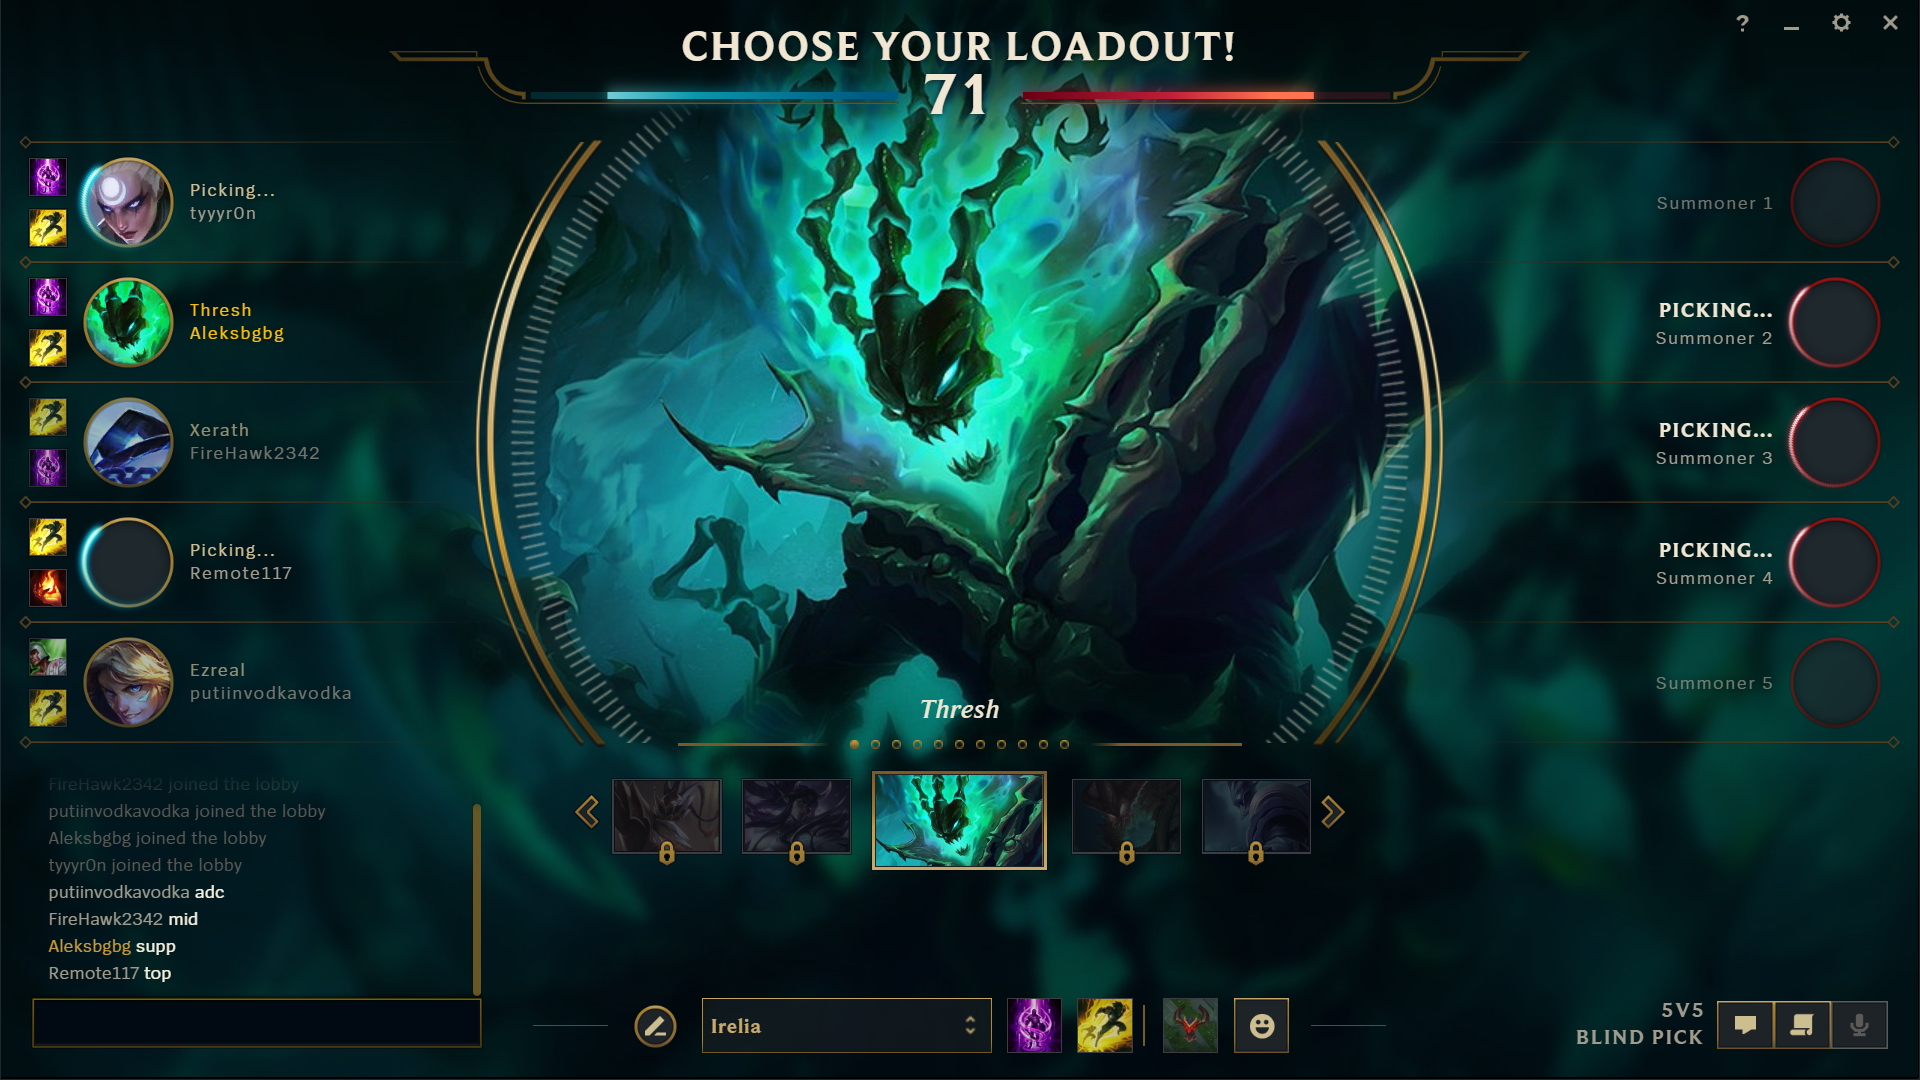 ?
CHOOSE YOUR LOADOUT!
71
Picking...
tyyyr0n
Thresh
Aleksbgbg
Xerath
FireHawk2342
Picking...
Remote117
Ezreal
putiinvodkavodka
Summoner 1
PICKING...
Summoner 2
PICKING...
Summoner 3
PICKING...
Summoner 4
Summoner 5
Thresh
FireHawk2342 joined the lobby
putiinvodkavodka joined the lobby
Aleksbgbg joined the lobby
tyyyr0n joined the lobby
putiinvodkavodka adc
FireHawk2342 mid
Aleksbgbg supp
Remote117 top
Irelia
5V5
BLIND PICK